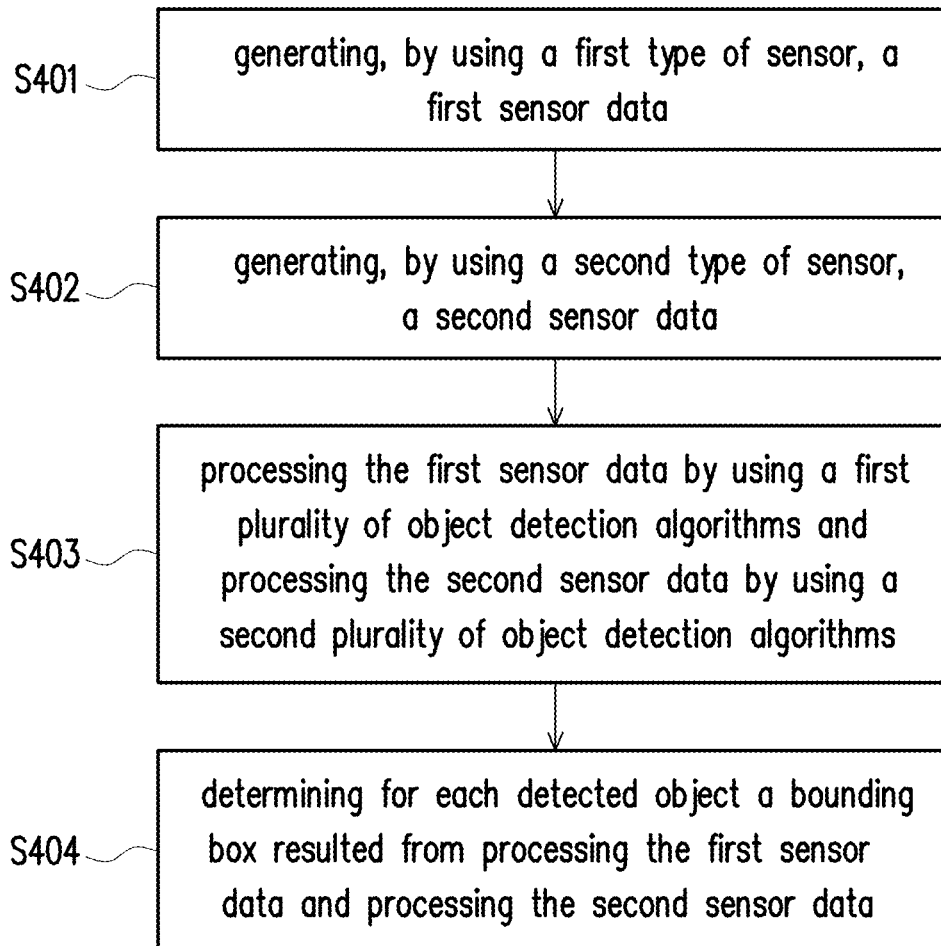 S401
generating, by using a first type of sensor, a
first sensor data
S402
generating, by using a second type of sensor,
a second sensor data
S403
processing the first sensor data by using a first
plurality of object detection algorithms and
processing the second sensor data by using a
second plurality of object detection algorithms
S404
determining for each detected object a bounding
box resulted from processing the first sensor
data and processing the second sensor data